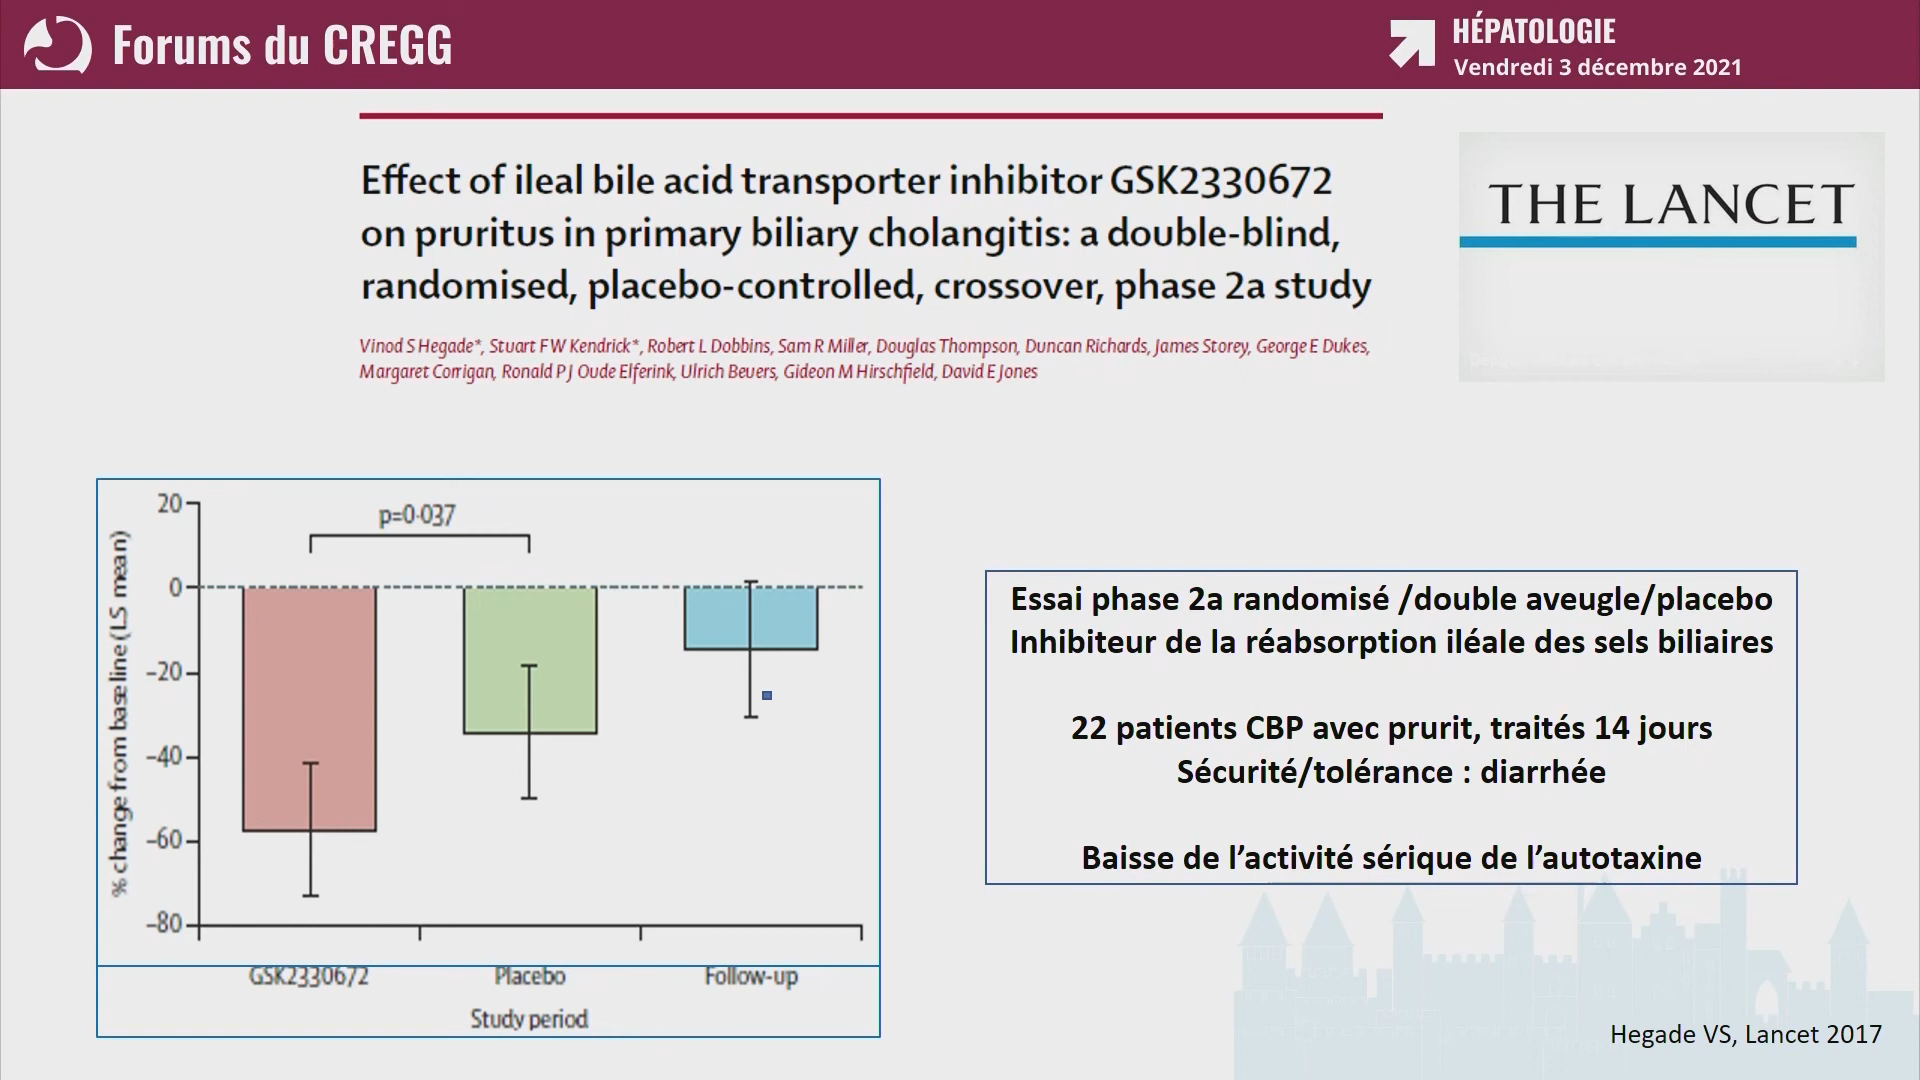 Forums du CREGG
HÉPATOLOGIE
Vendredi 3 décembre 2021
Effect of ileal bile acid transporter inhibitor GSK2330672
on pruritus in primary biliary cholangitis: a double-blind,
randomised, placebo-controlled, crossover, phase 2a study
Vinod S Hegade*, Stuart F W Kendrick*, Robert L Dobbins, Sam R Miller, Douglas Thompson, Duncan Richards, James Storey, George E Dukes,
Margaret Corrigan, Ronald P J Oude Elferink, Ulrich Beuers, Gideon M Hirschfield, David E Jones
THE LANCET
% change from baseline (LS mean)
20
0
–20
–40
–60
–80
p=0·037
GSK2330672
Placebo
Follow-up
Study period
Essai phase 2a randomisé /double aveugle/placebo
Inhibiteur de la réabsorption iléale des sels biliaires
22 patients CBP avec prurit, traités 14 jours
Sécurité/tolérance : diarrhée
Baisse de l’activité sérique de l’autotaxine
Hegade VS, Lancet 2017